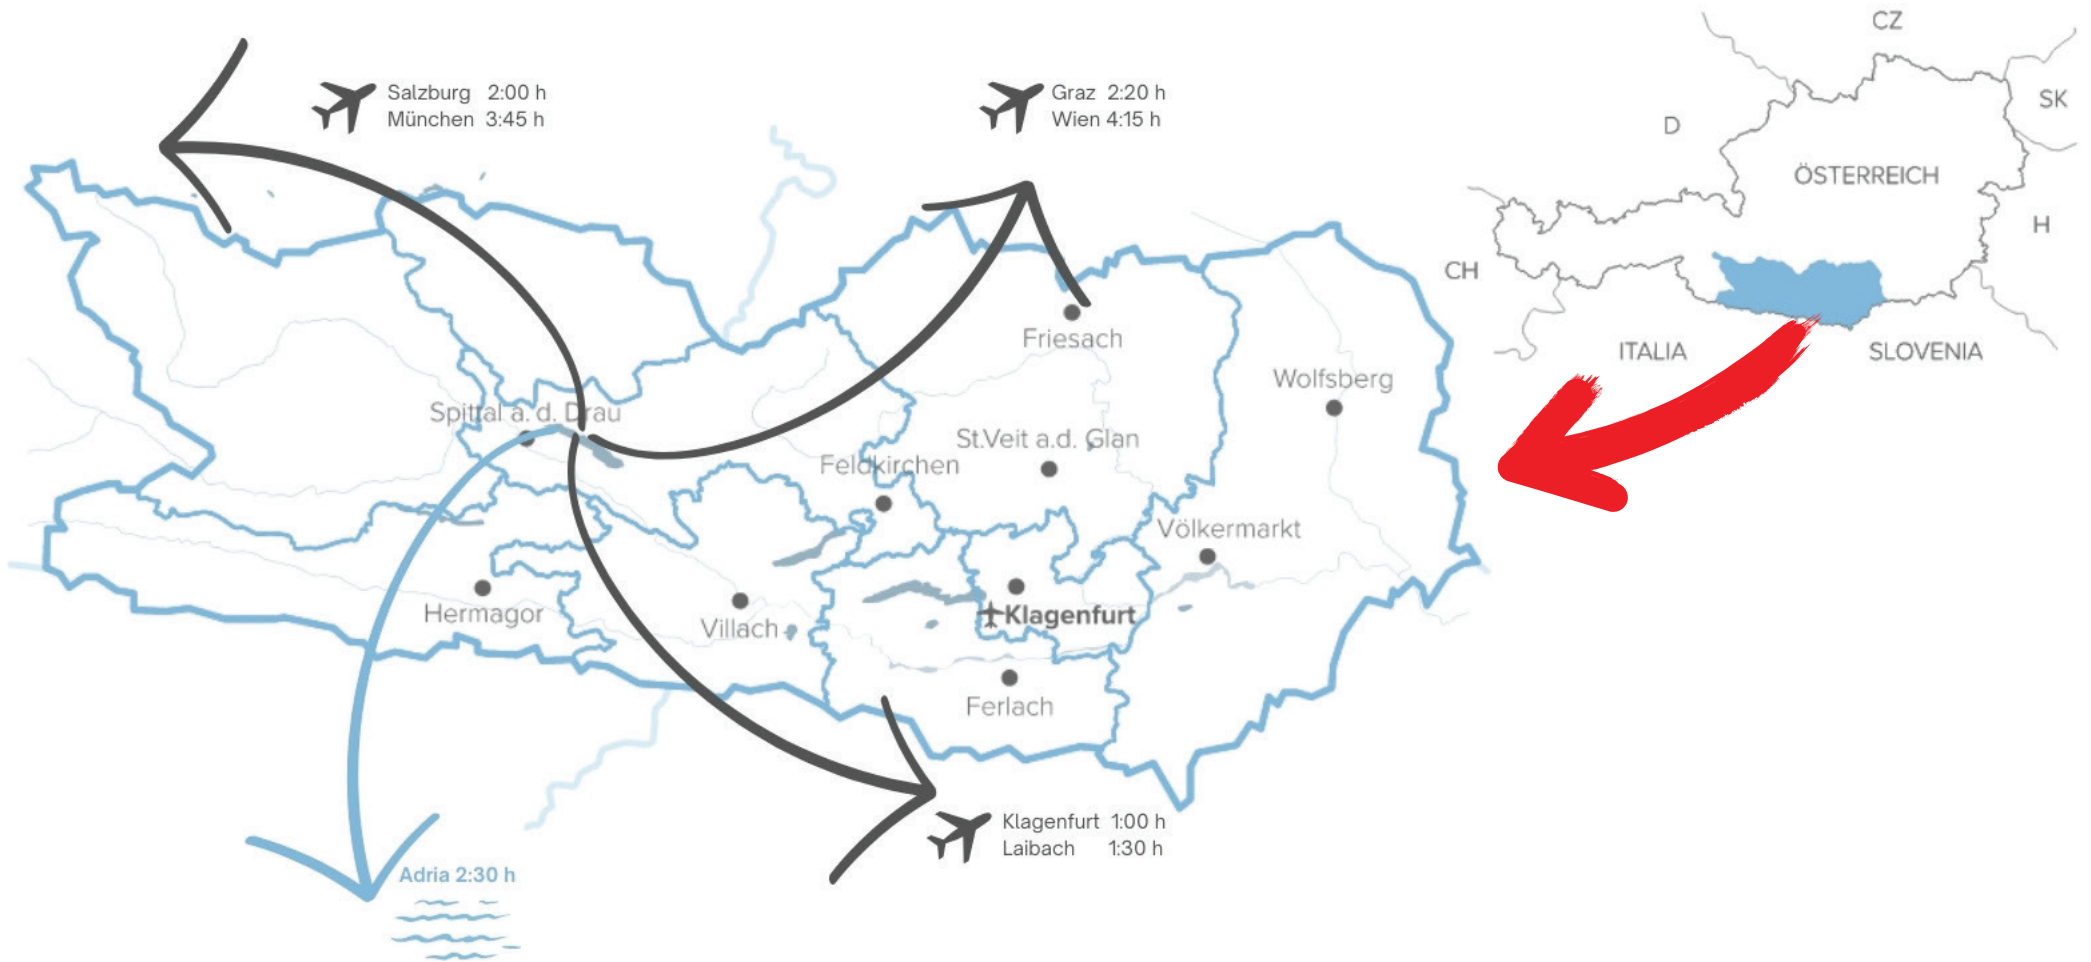 CZ
SK
D
ÖSTERREICH
H
CH
ITALIA
SLOVENIA
Salzburg 2:00 h
München 3:45 h
Graz 2:20 h
Wien 4:15 h
Friesach
Wolfsberg
Spittal a. d. Drau
St.Veit a.d. Glan
Feldkirchen
Völkermarkt
Hermagor
Villach
Klagenfurt
Ferlach
Klagenfurt 1:00 h
Laibach 1:30 h
Adria 2:30 h